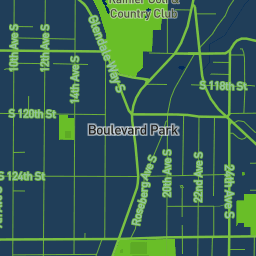 Rainier Golf &
Country Club
10th Ave S
12th Ave S
14th Ave S
Glendale Way S
S 118th St
S 120th St
Boulevard Park
S 124th St
Roseberg Ave S
20th Ave S
22nd Ave S
24th Ave S